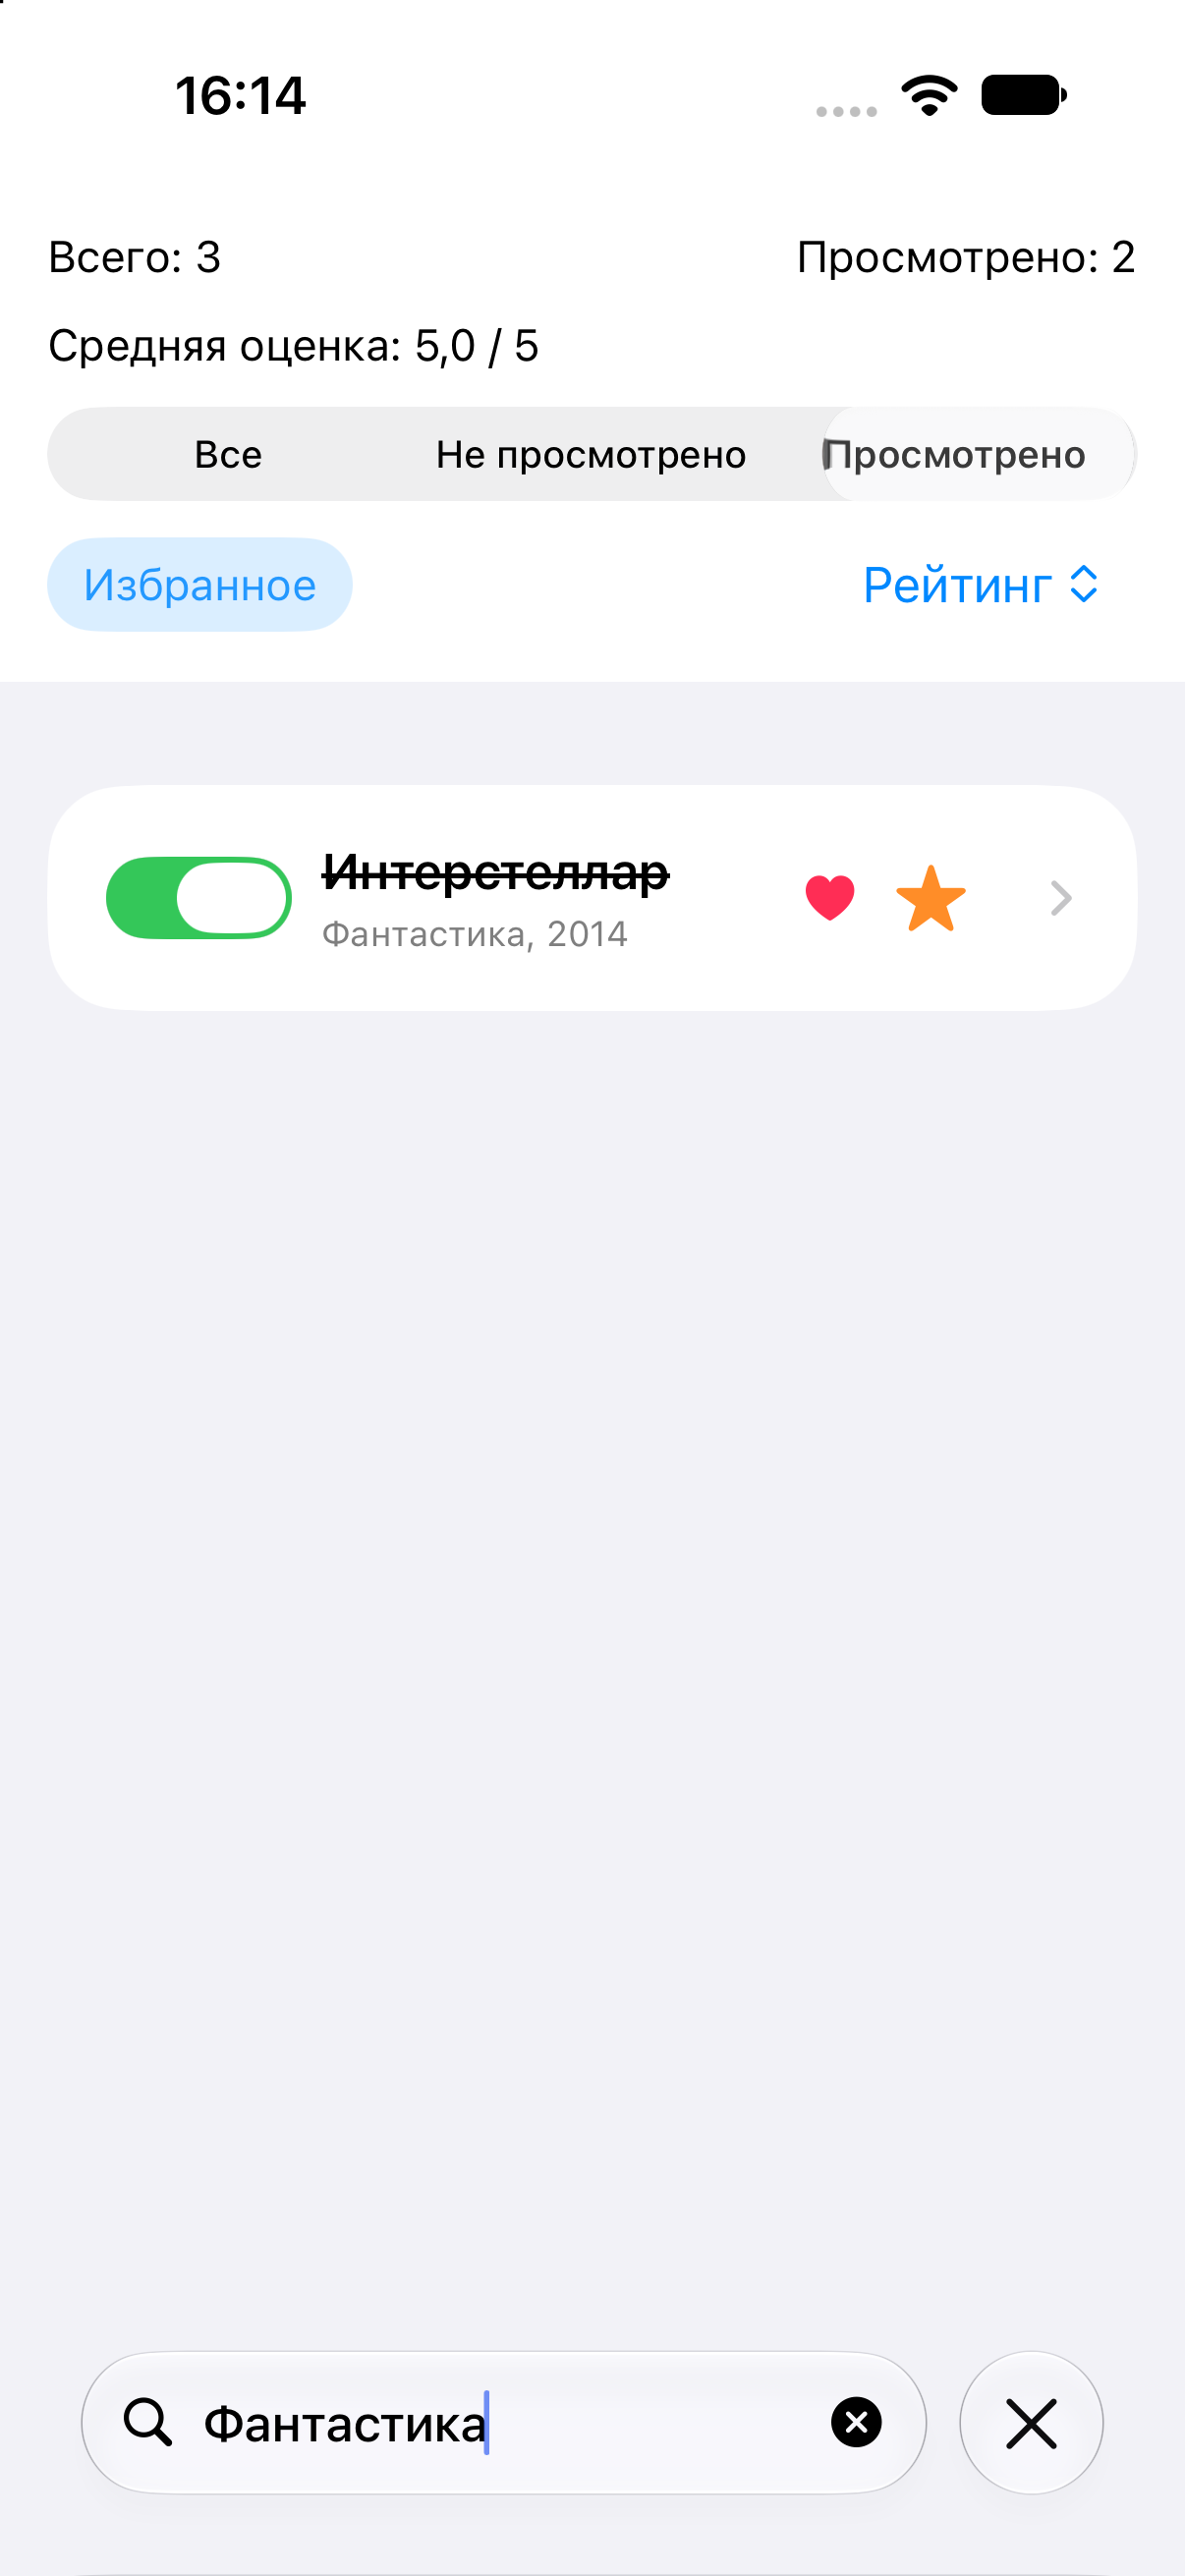 16:14
Всего: 3
Просмотрено: 2
Средняя оценка: 5,0 / 5
Все
Не просмотрено
Просмотрено
Избранное
Рейтинг
Интерстеллар
Фантастика, 2014
Фантастика